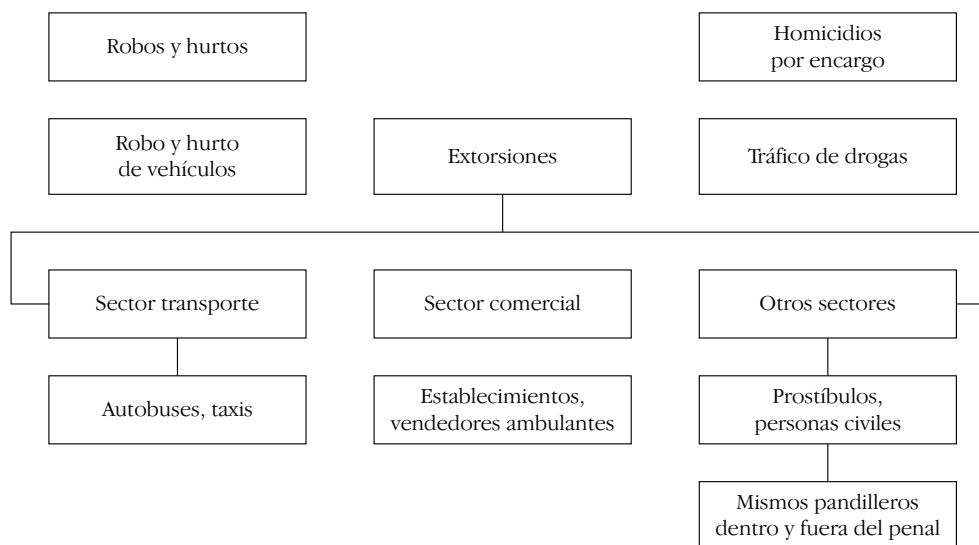 Robos y hurtos
Homicidios
por encargo
Robo y hurto
de vehículos
Extorsiones
Tráfico de drogas
Sector transporte
Sector comercial
Otros sectores
Autobuses, taxis
Establecimientos,
vendedores ambulantes
Prostíbulos,
personas civiles
Mismos pandilleros
dentro y fuera del penal